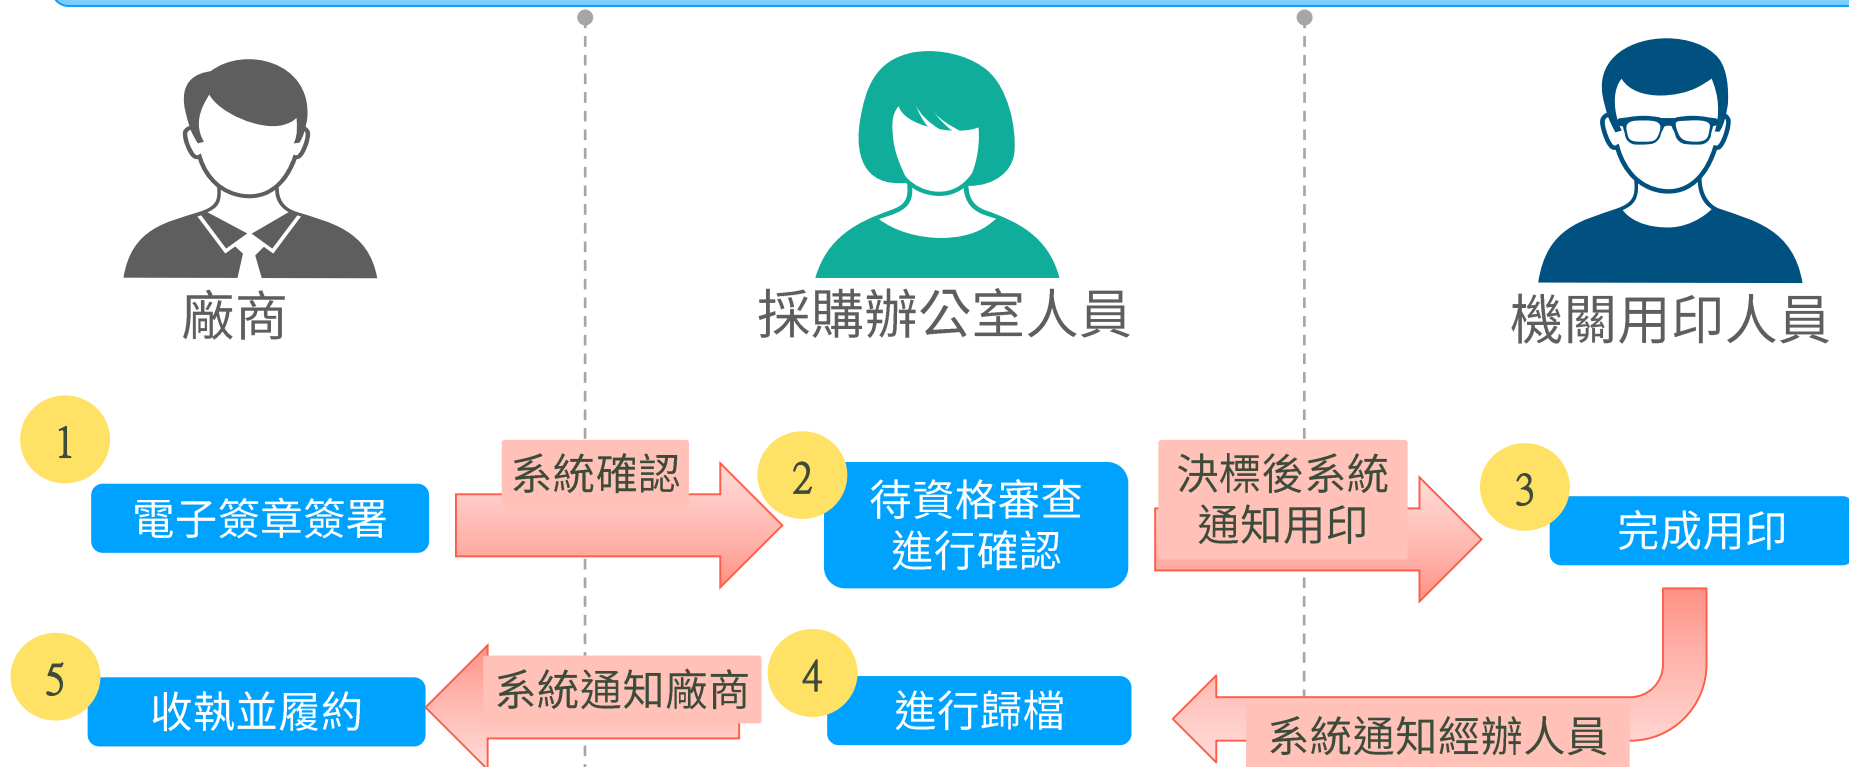 廠商
採購辦公室人員
機關用印人員
1
電子簽章簽署
系統確認
2
待資格審查
進行確認
決標後系統
通知用印
3
完成用印
5
收執並履約
系統通知廠商
4
進行歸檔
系統通知經辦人員